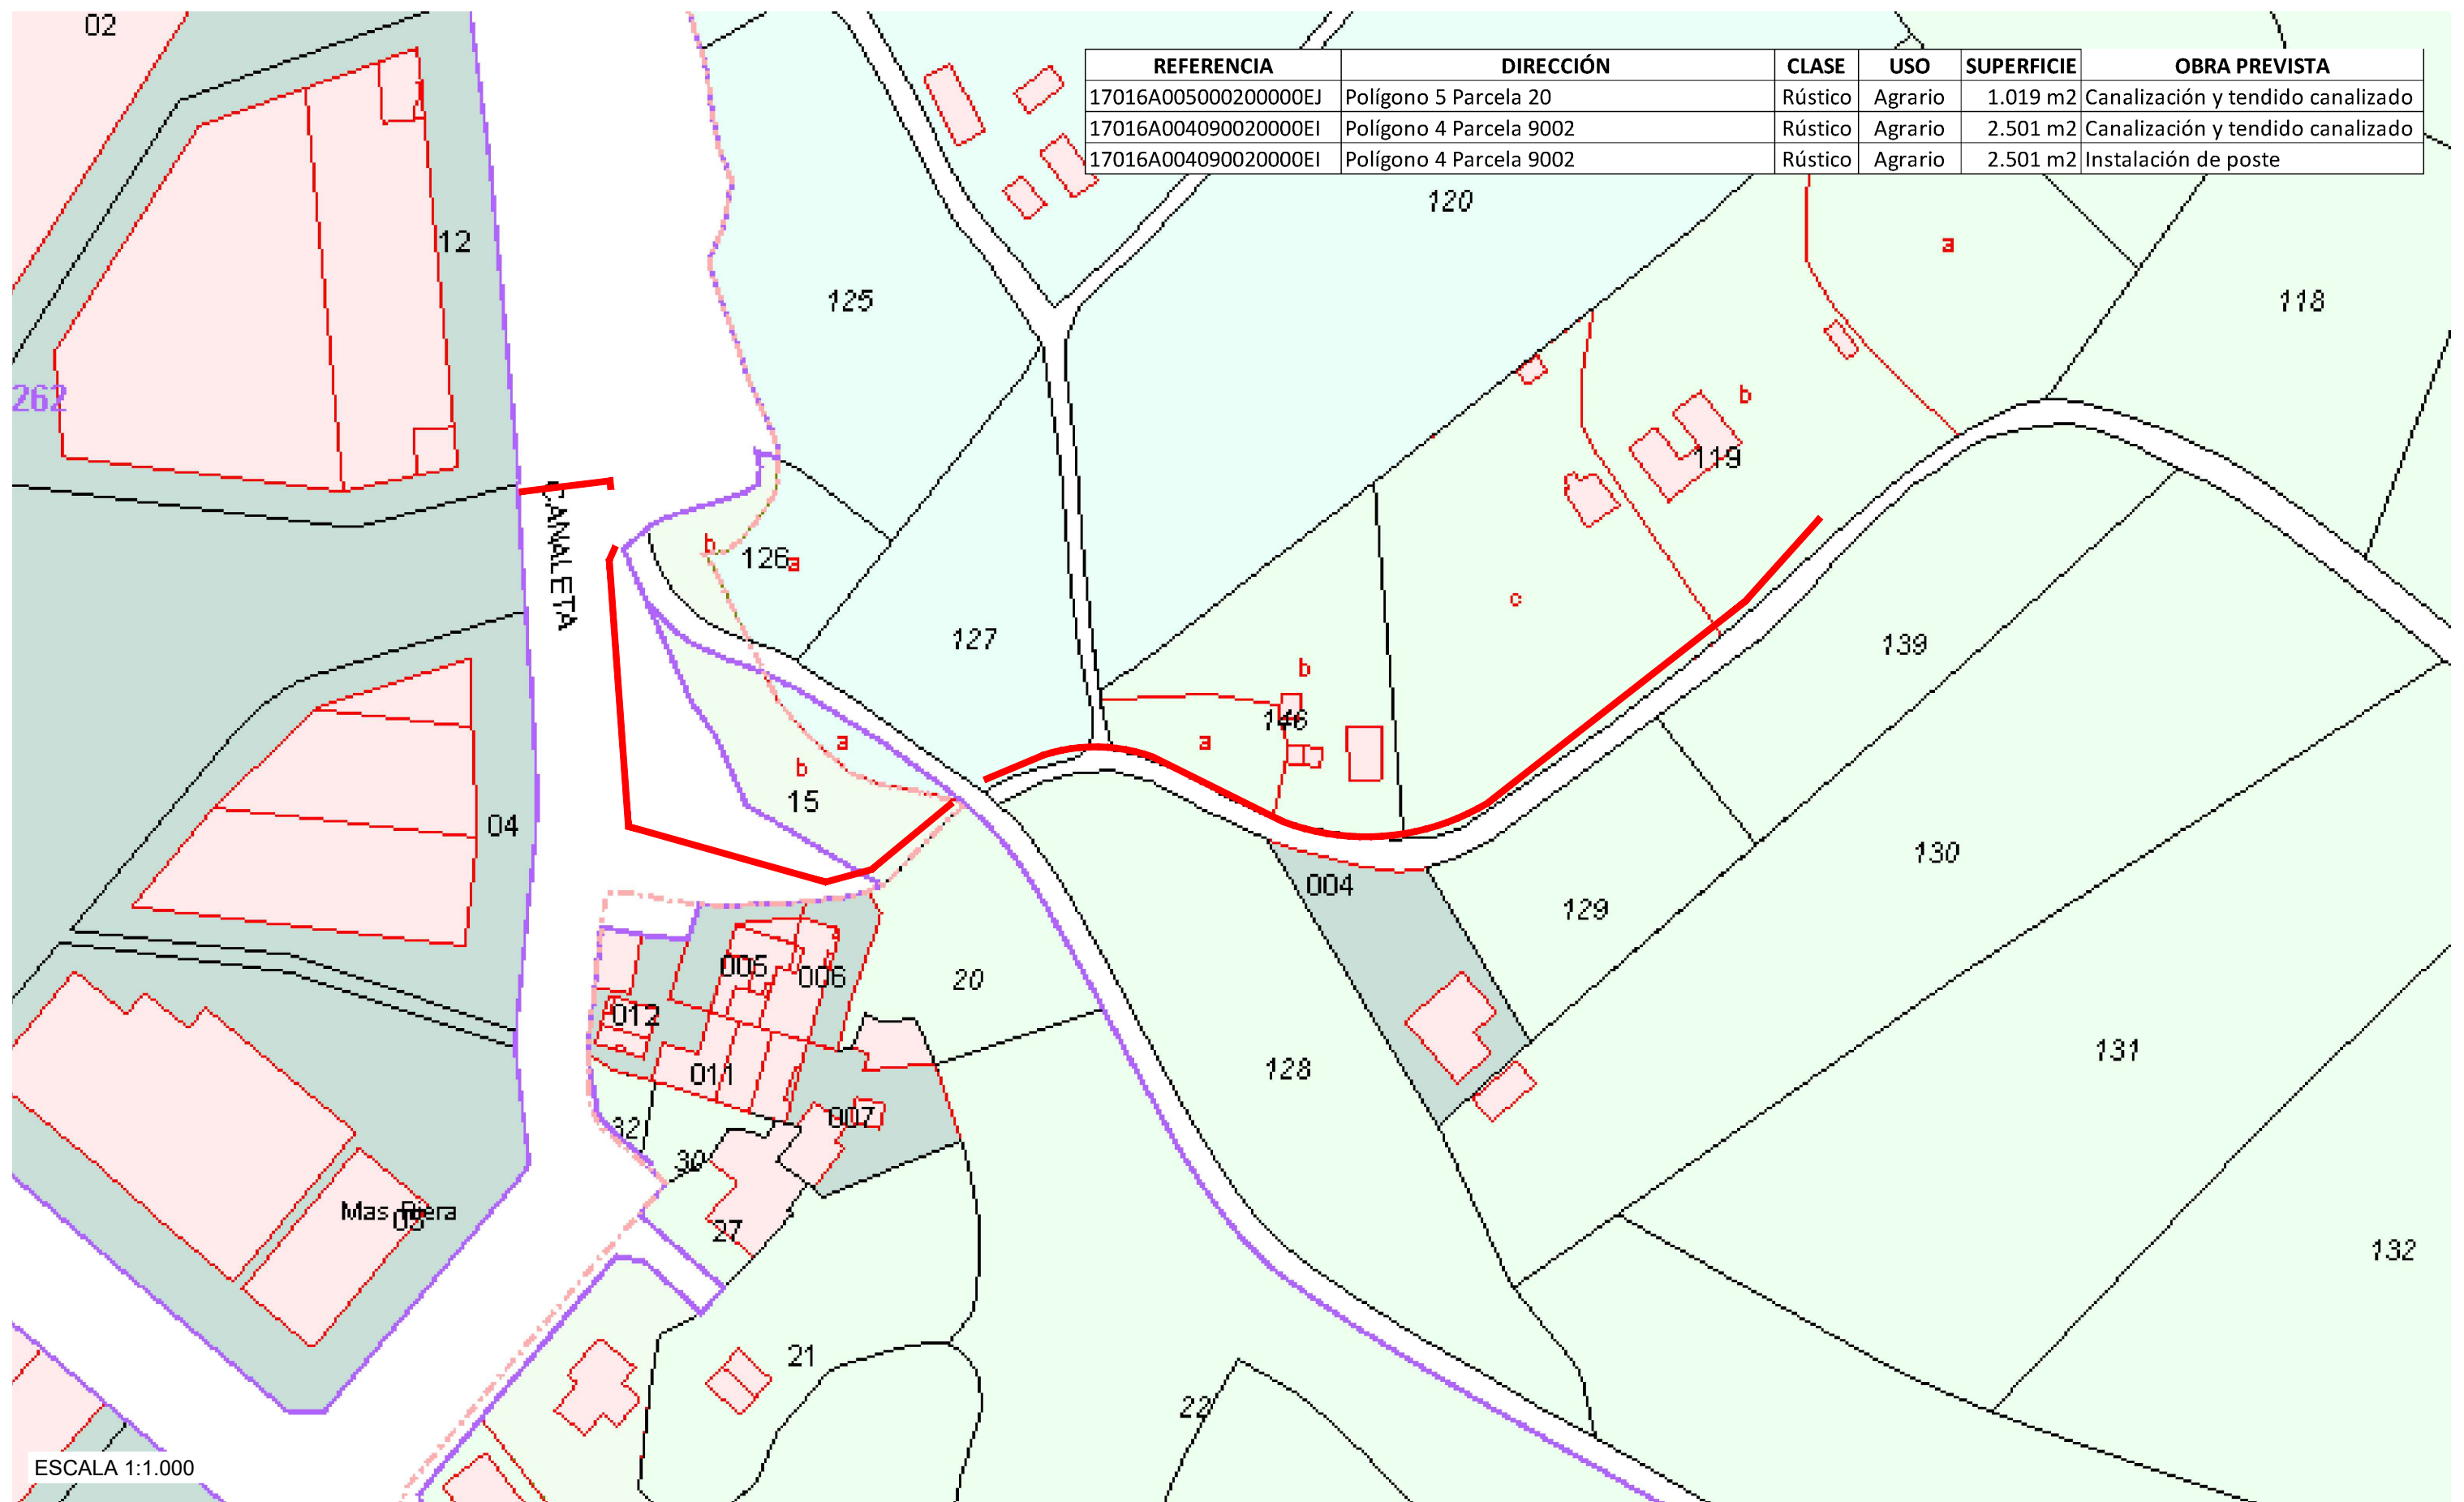 02
REFERENCIA DIRECCIÓN CLASE USO SUPERFICIE OBRA PREVISTA
17016A005000200000EJ Polígono 5 Parcela 20 Rústico Agrario 1.019 m2 Canalización y tendido canalizado
17016A004090020000EI Polígono 4 Parcela 9002 Rústico Agrario 2.501 m2 Canalización y tendido canalizado
17016A004090020000EI Polígono 4 Parcela 9002 Rústico Agrario 2.501 m2 Instalación de poste
120
12
a
125
118
262
b
119
CANALETA
b
126
a
c
127
139
b
146
a
a
b
15
04
130
004
129
005
006
20
012
131
128
011
007
32
30
Mas Riera
03
27
132
21
22
ESCALA 1:1.000